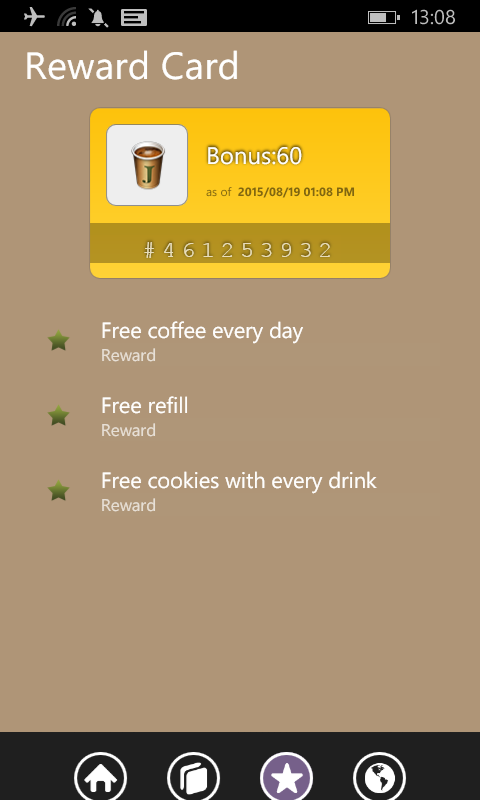 13:08
Reward Card
J
Bonus:60
as of 2015/08/19 01:08 PM
#461253932
Free coffee every day
Reward
Free refill
Reward
Free cookies with every drink
Reward